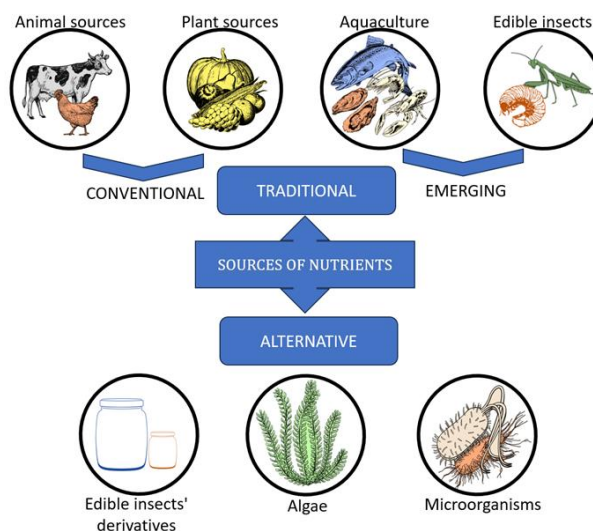 Animal sources
Plant sources
Aquaculture
Edible insects
CONVENTIONAL
TRADITIONAL
EMERGING
SOURCES OF NUTRIENTS
ALTERNATIVE
Edible insects'
derivatives
Algae
Microorganisms